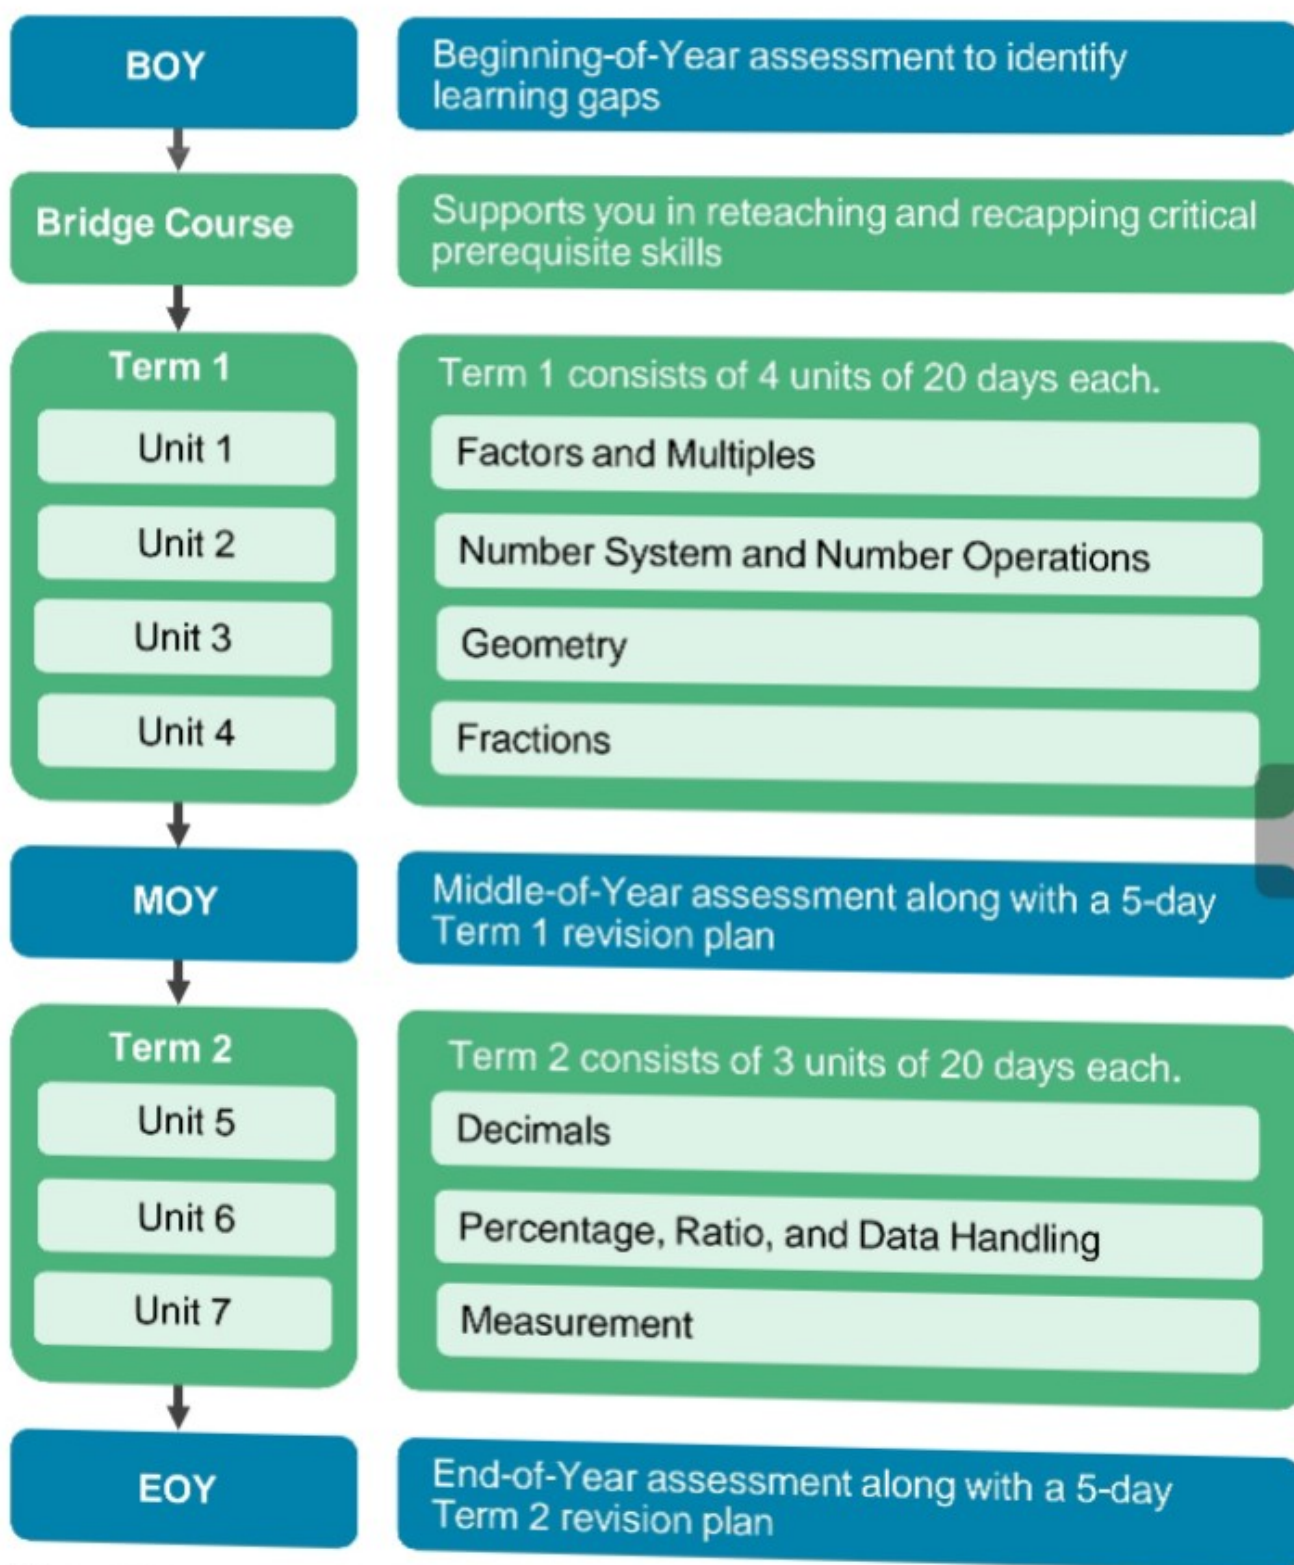 BOY
Beginning-of-Year assessment to identify
learning gaps
Bridge Course
Supports you in reteaching and recapping critical
prerequisite skills
Term 1
Term 1 consists of 4 units of 20 days each.
Unit 1
Factors and Multiples
Unit 2
Number System and Number Operations
Unit 3
Geometry
Unit 4
Fractions
MOY
Middle-of-Year assessment along with a 5-day
Term 1 revision plan
Term 2
Term 2 consists of 3 units of 20 days each.
Unit 5
Decimals
Unit 6
Percentage, Ratio, and Data Handling
Unit 7
Measurement
EOY
End-of-Year assessment along with a 5-day
Term 2 revision plan